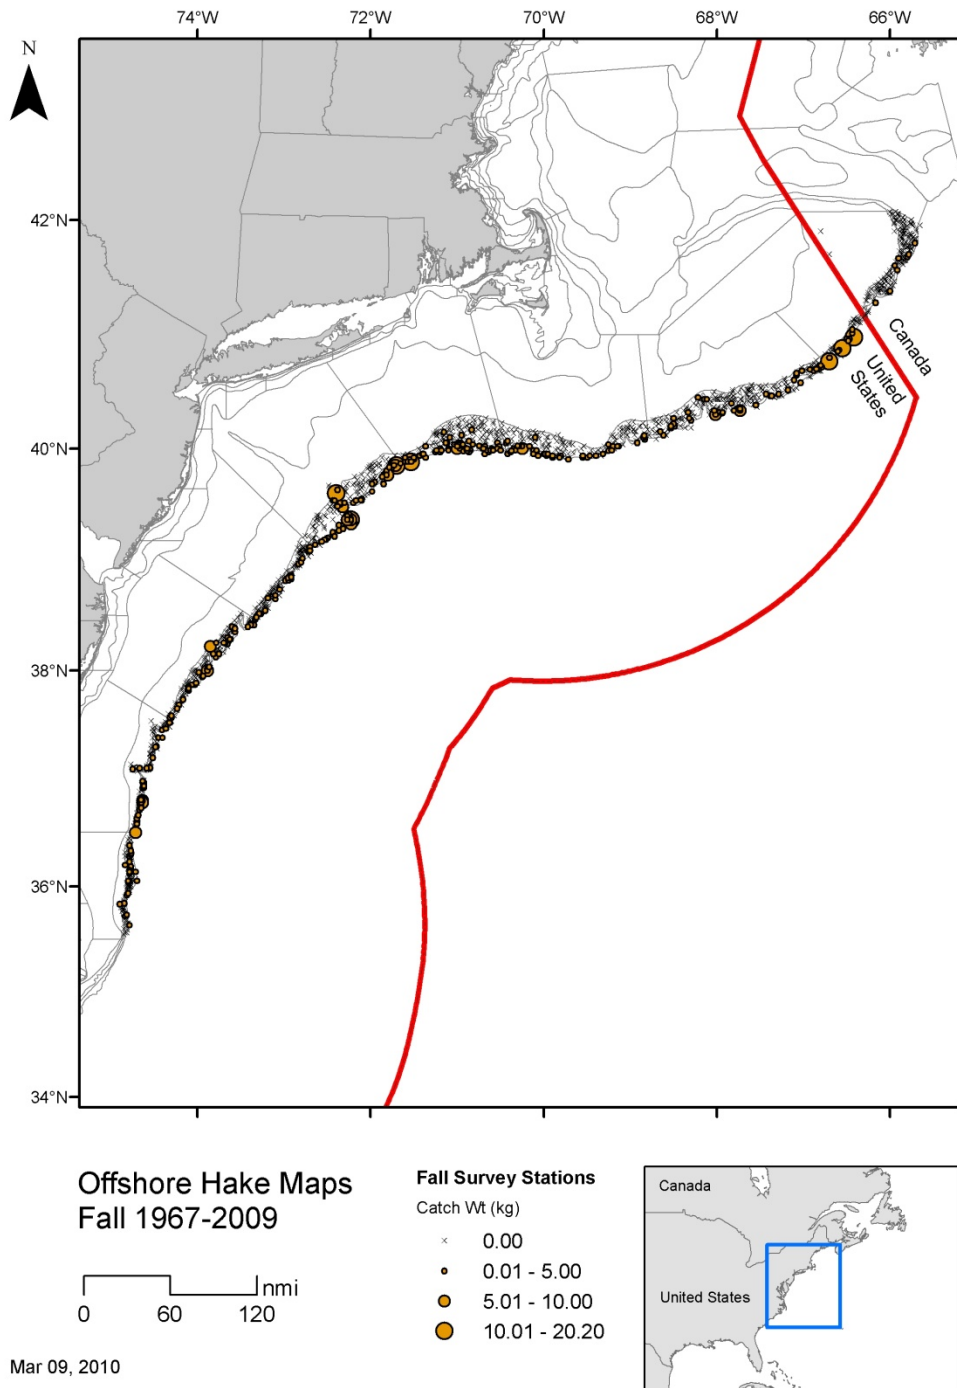 74°W 72°W 70°W 68°W 66°W
N
42°N
Canada
United
States
40°N
38°N
36°N
34°N
Offshore Hake Maps
Fall 1967-2009
nmi
0 60 120
Mar 09, 2010
Fall Survey Stations
Catch Wt (kg)
0.00
0.01 - 5.00
5.01 - 10.00
10.01 - 20.20
Canada
United States